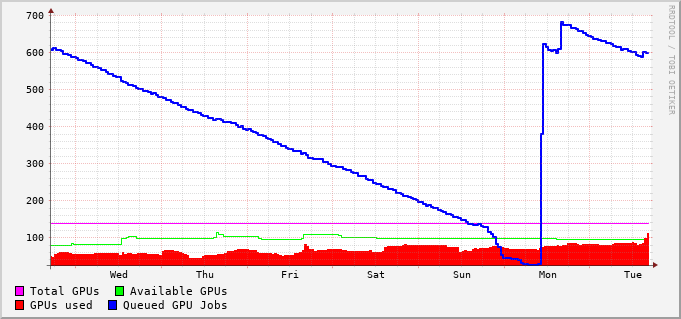 700
600
500
400
300
200
100
Wed Thu Fri Sat Sun Mon Tue
Total GPUs Available GPUs
GPUs used Queued GPU Jobs
RRDTOOL / TOBI OETIKER